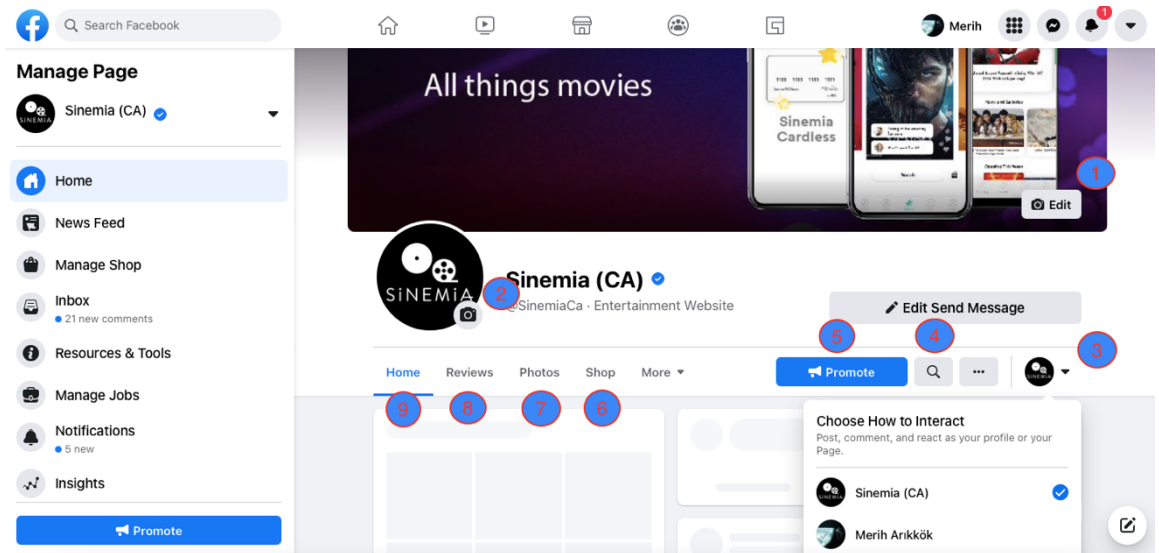 Search Facebook
Merih
1
Manage Page
Sinemia (CA)
Home
News Feed
Manage Shop
Inbox
21 new comments
Resources & Tools
Manage Jobs
Notifications
5 new
Insights
Promote
All things movies
Sinemia
Cardless
1
Edit
SiNEMiA
2
Sinemia (CA)
@SinemiaCa · Entertainment Website
Edit Send Message
5
4
3
Home
Reviews
Photos
Shop
More
Promote
9
8
7
6
Choose How to Interact
Post, comment, and react as your profile or your
Page.
Sinemia (CA)
Merih Arıkkök